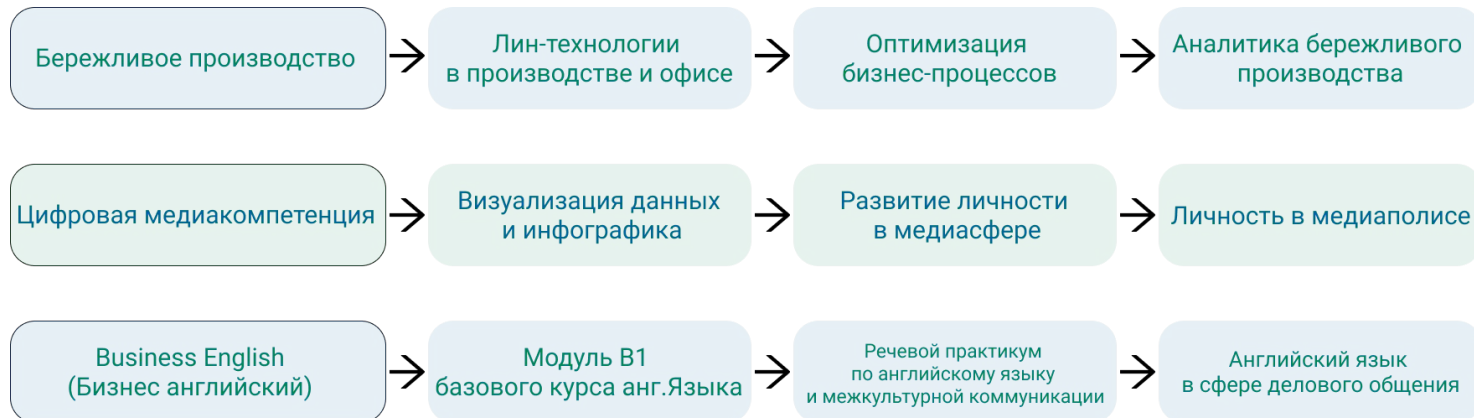 Бережливое производство
Лин-технологии
в производстве и офисе
Оптимизация
бизнес-процессов
Аналитика бережливого
производства
Цифровая медиакомпетенция
Визуализация данных
и инфографика
Развитие личности
в медиасфере
Личность в медиаполисе
Business English
(Бизнес английский)
Модуль B1
базового курса анг.Языка
Речевой практикум
по английскому языку
и межкультурной коммуникации
Английский язык
в сфере делового общения